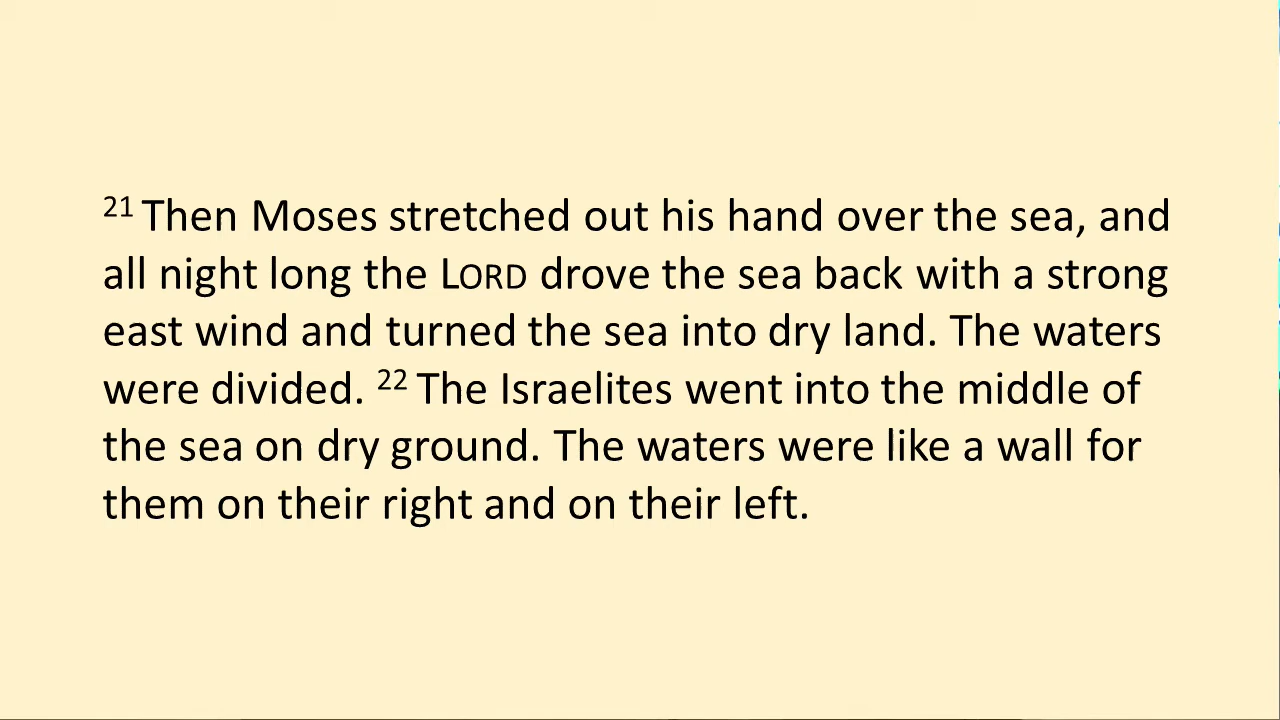 21 Then Moses stretched out his hand over the sea, and
all night long the LORD drove the sea back with a strong
east wind and turned the sea into dry land. The waters
were divided. 22 The Israelites went into the middle of
the sea on dry ground. The waters were like a wall for
them on their right and on their left.